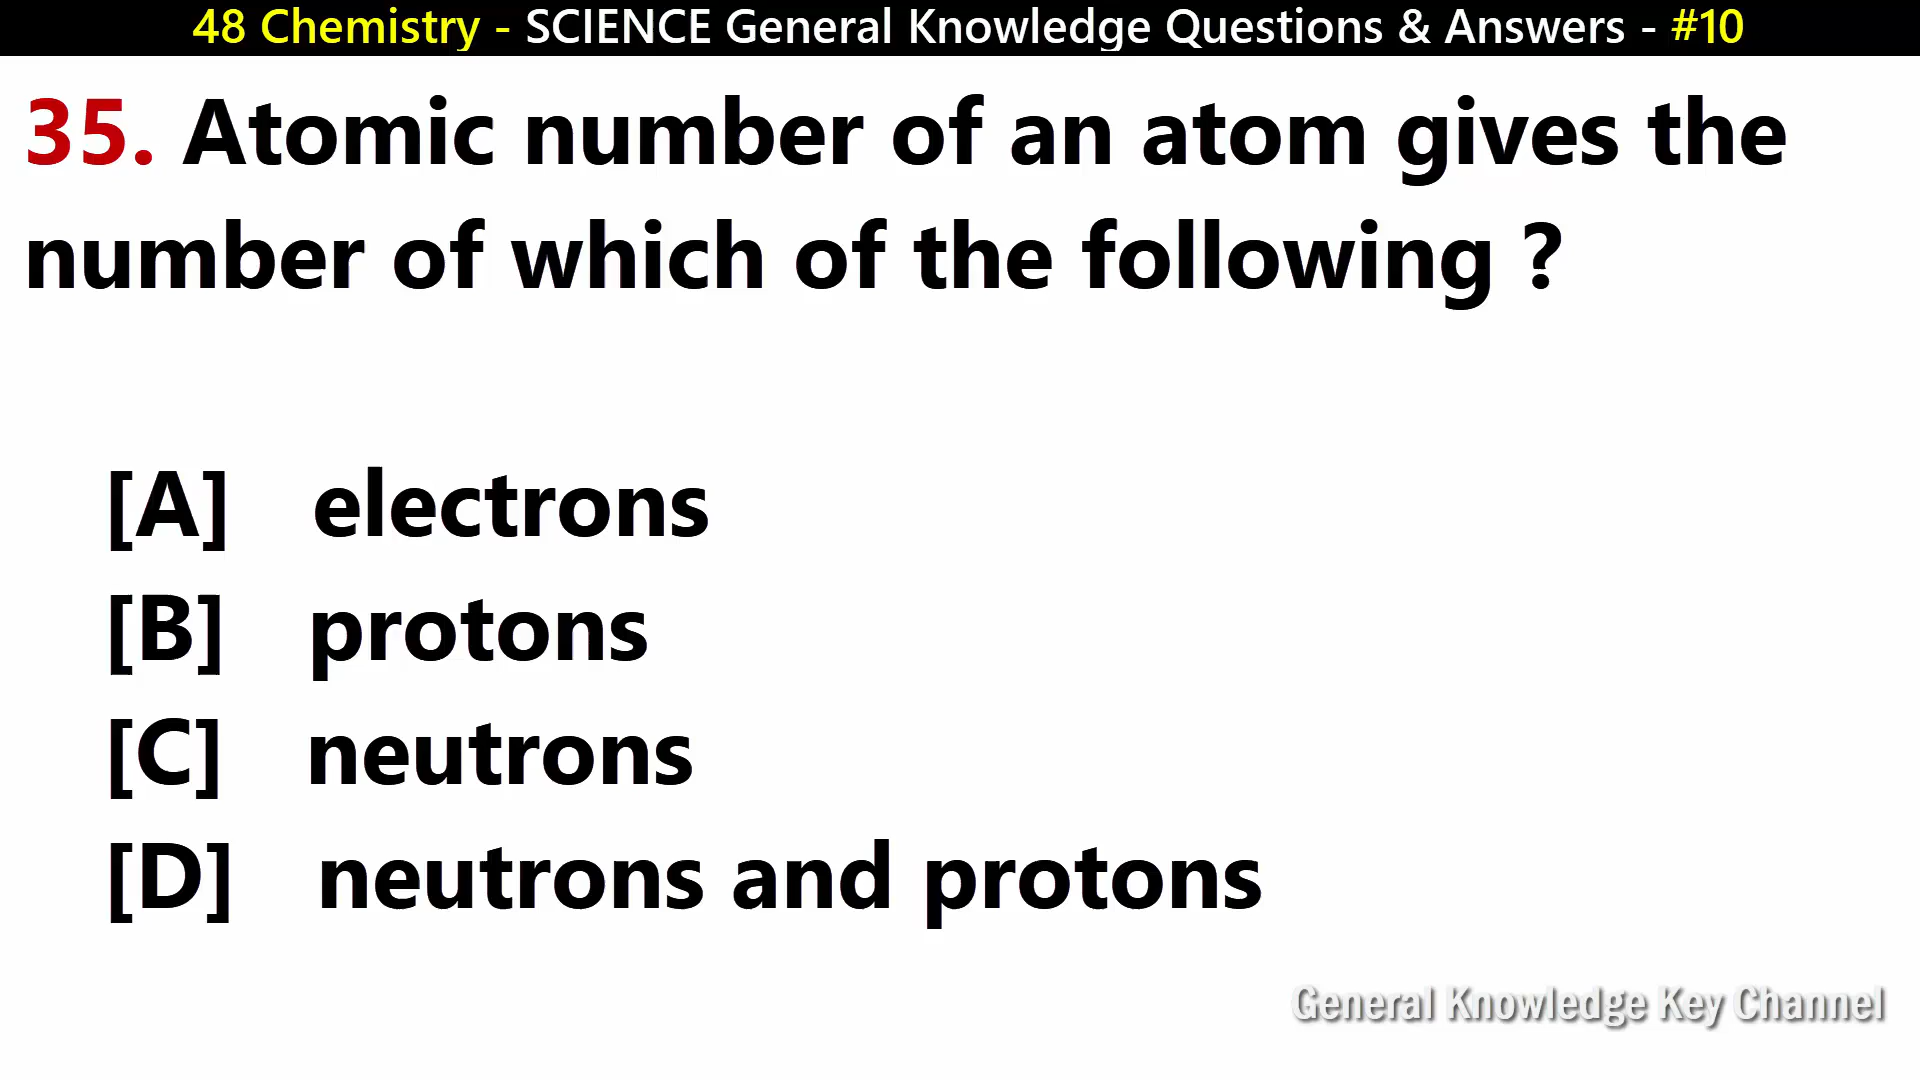 48 Chemistry - SCIENCE General Knowledge Questions & Answers - #10
35. Atomic number of an atom gives the
number of which of the following ?
[A] electrons
[B] protons
[C] neutrons
[D] neutrons and protons
General Knowledge Key Channel